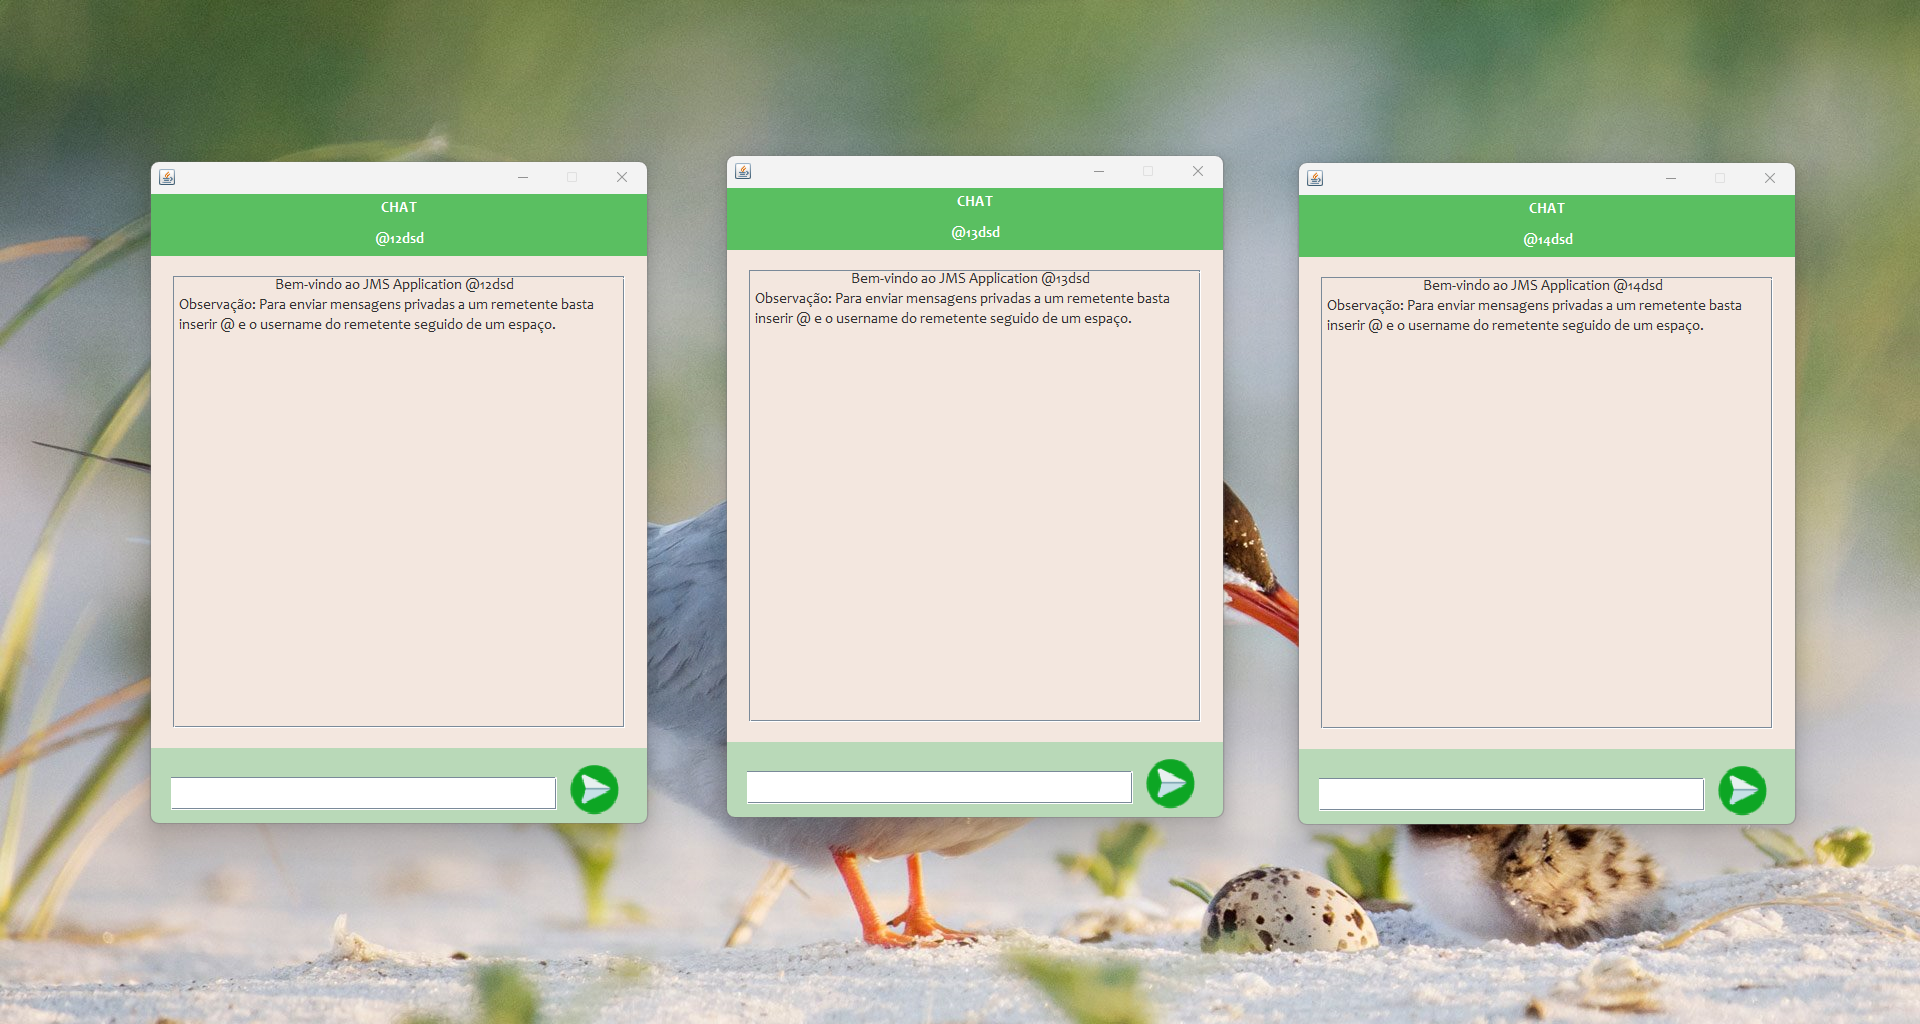 CHAT
@12dsd
Bem-vindo ao JMS Application @12dsd
Observação: Para enviar mensagens privadas a um remetente basta
inserir @ e o username do remetente seguido de um espaço.
CHAT
@13dsd
Bem-vindo ao JMS Application @13dsd
Observação: Para enviar mensagens privadas a um remetente basta
inserir @ e o username do remetente seguido de um espaço.
CHAT
@14dsd
Bem-vindo ao JMS Application @14dsd
Observação: Para enviar mensagens privadas a um remetente basta
inserir @ e o username do remetente seguido de um espaço.